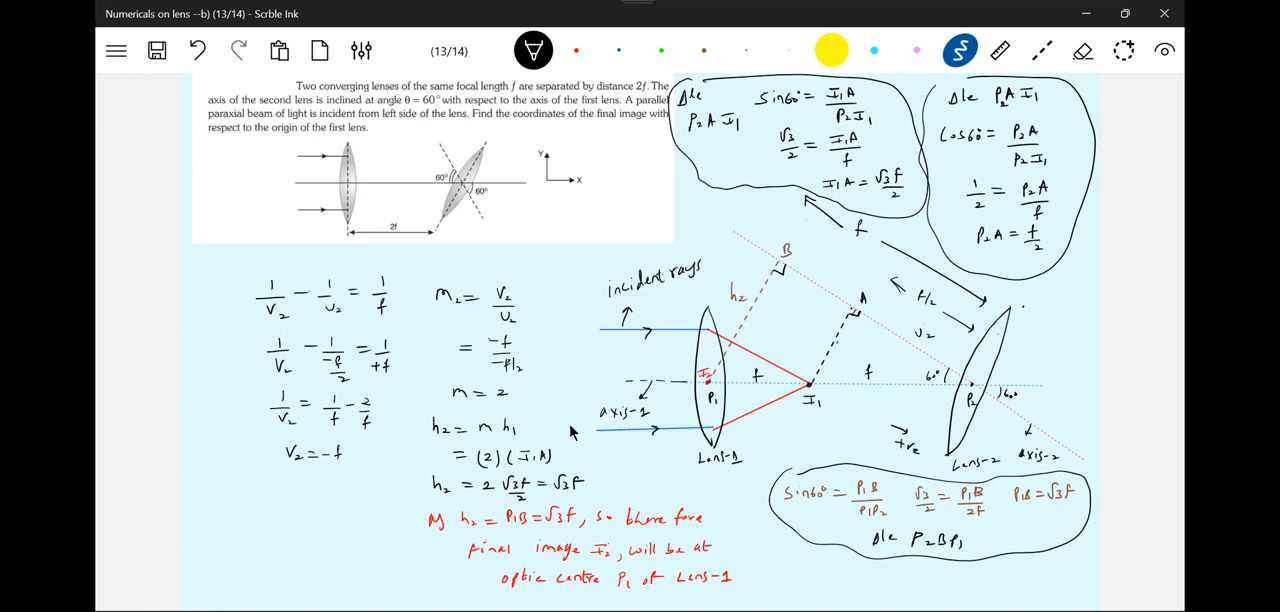 Numericals on lens --b) (13/14) - Scrble Ink
(13/14)
Two converging lenses of the same focal length f are separated by distance 2f. The
axis of the second lens is inclined at angle θ = 60° with respect to the axis of the first lens. A paralle
paraxial beam of light is incident from left side of the lens. Find the coordinates of the final image with
respect to the origin of the first lens.
60°
60°
2f
Y
X
Δle
P₂A I₁
Sin60° = I₁A / P₂I₁
√3/2 = I₁A / f
I₁A = √3f / 2
Δle P₂A I₁
Cos60° = P₂A / P₂I₁
1/2 = P₂A / f
P₂A = f/2
1/V₂ − 1/U₂ = 1/f
1/V₂ − 1/(−f/2) = 1/+f
1/V₂ = 1/f − 2/f
V₂ = −f
m₂ = V₂/U₂
= −f / −f/2
m = 2
h₂ = m h₁
= (2) (I₁A)
h₂ = 2 √3f/2 = √3f
incident rays
axis-1
I₂
P₁
Lens-1
f
I₁
f
h₂
B
A
f
f/2
U₂
60°
P₂
60°
+ve
Lens-2
axis-2
Sin60° = P₁B / P₁P₂
√3/2 = P₁B / 2f
P₁B = √3f
Δle P₂BP₁
As h₂ = P₁B = √3f, so therefore
final image I₂, will be at
optic centre P₁ of Lens-1